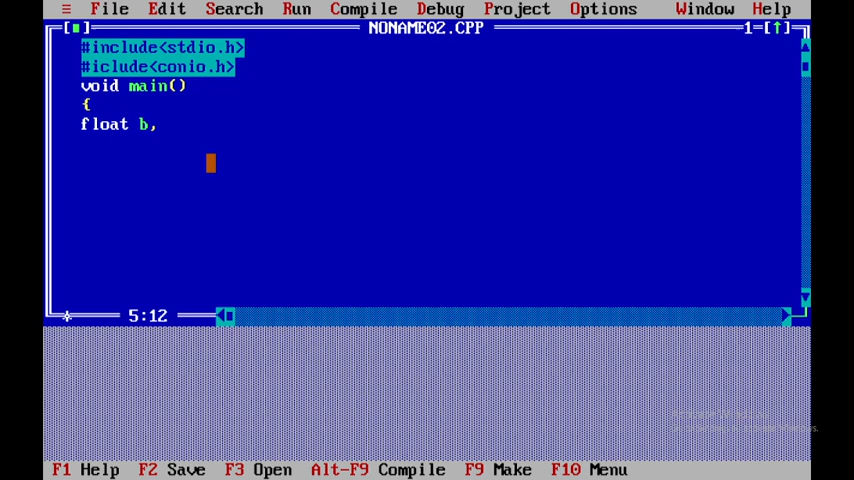 ≡ File Edit Search Run Compile Debug Project Options Window Help
[■] NONAME02.CPP 1=[↑]
#include<stdio.h>
#iclude<conio.h>
void main()
{
float b,
5:12
F1 Help F2 Save F3 Open Alt-F9 Compile F9 Make F10 Menu